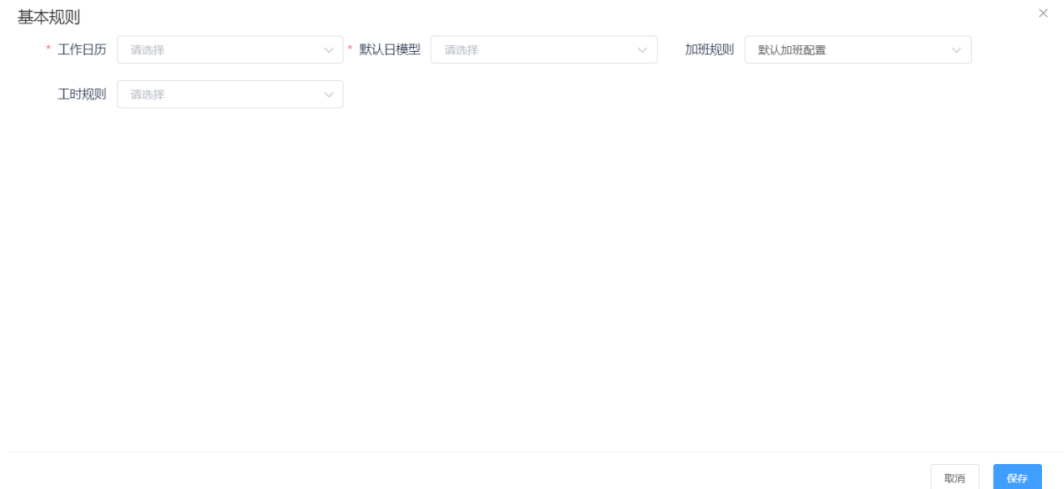 基本规则
* 工作日历 请选择 * 默认日模型 请选择 加班规则 默认加班配置
工时规则 请选择
取消 保存